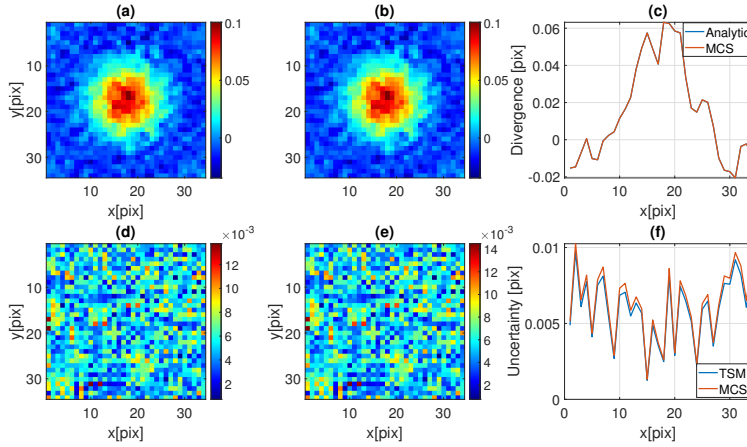 (a)
0.1
0.05
0
10
20
30
y[pix]
10 20 30
x[pix]
(b)
0.1
0.05
0
10
20
30
y[pix]
10 20 30
x[pix]
(c)
Analytic
MCS
0.06
0.04
0.02
0
-0.02
Divergence [pix]
0 10 20 30
x[pix]
(d)
×10⁻³
12
10
8
6
4
2
10
20
30
y[pix]
10 20 30
x[pix]
(e)
×10⁻³
14
12
10
8
6
4
2
10
20
30
y[pix]
10 20 30
x[pix]
(f)
0.01
0.005
0
Uncertainty [pix]
TSM
MCS
0 10 20 30
x[pix]